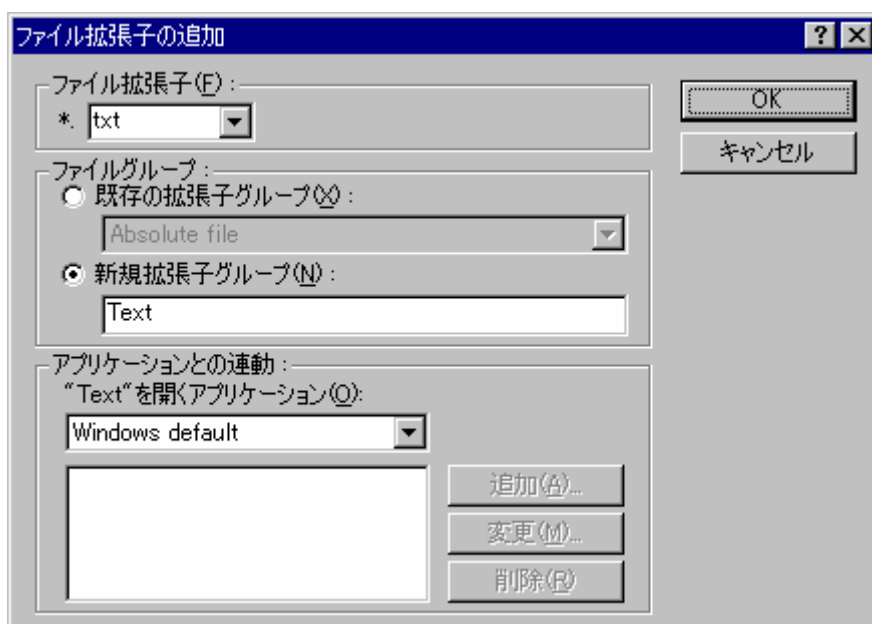 ファイル拡張子の追加
ファイル拡張子(F) :
*. txt
OK
キャンセル
ファイルグループ :
既存の拡張子グループ(X) :
Absolute file
新規拡張子グループ(N) :
Text
アプリケーションとの連動 :
"Text"を開くアプリケーション(O):
Windows default
追加(A)...
変更(M)...
削除(R)